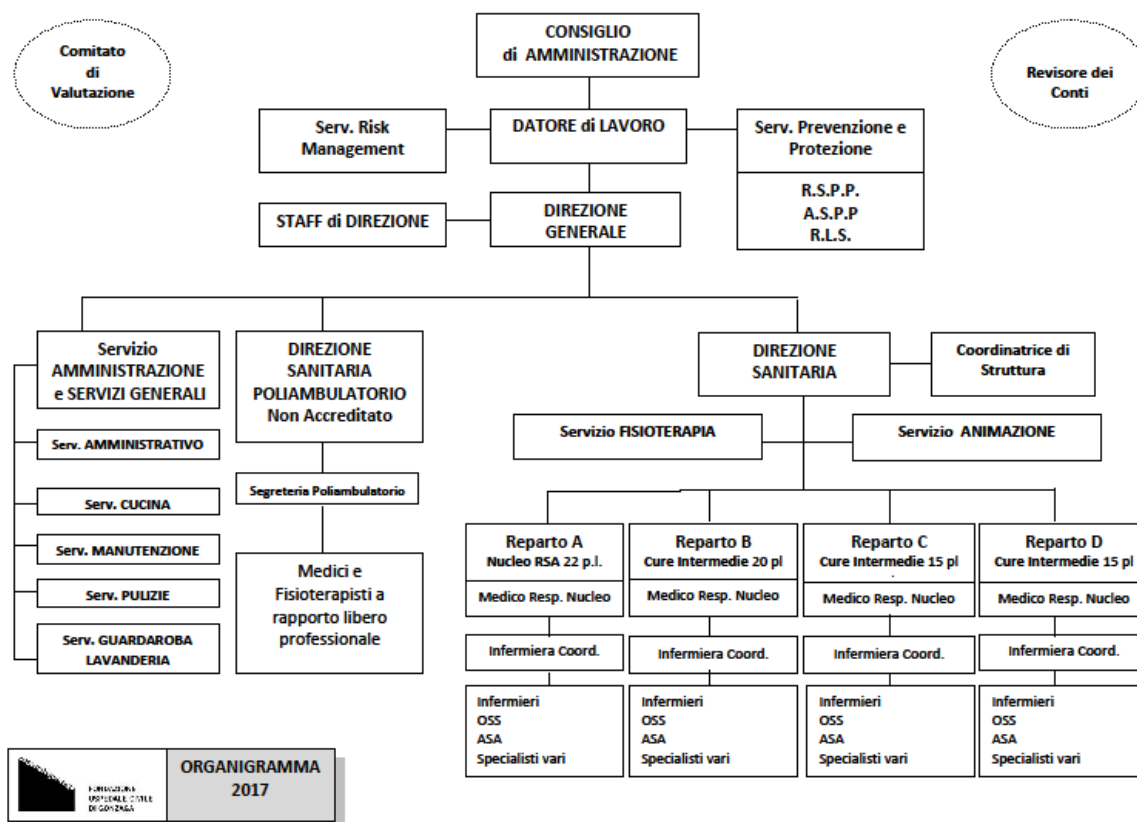 CONSIGLIO
di AMMINISTRAZIONE
Comitato
di
Valutazione
Revisore dei
Conti
Serv. Risk
Management
DATORE di LAVORO
Serv. Prevenzione e
Protezione
R.S.P.P.
A.S.P.P
R.L.S.
STAFF di DIREZIONE
DIREZIONE
GENERALE
Servizio
AMMINISTRAZIONE
e SERVIZI GENERALI
Serv. AMMINISTRATIVO
Serv. CUCINA
Serv. MANUTENZIONE
Serv. PULIZIE
Serv. GUARDAROBA
LAVANDERIA
DIREZIONE
SANITARIA
POLIAMBULATORIO
Non Accreditato
Segreteria Poliambulatorio
Medici e
Fisioterapisti a
rapporto libero
professionale
DIREZIONE
SANITARIA
Coordinatrice di
Struttura
Servizio FISIOTERAPIA
Servizio ANIMAZIONE
Reparto A
Nucleo RSA 22 p.l.
Medico Resp. Nucleo
Infermiera Coord.
Infermieri
OSS
ASA
Specialisti vari
Reparto B
Cure Intermedie 20 pl
Medico Resp. Nucleo
Infermiera Coord.
Infermieri
OSS
ASA
Specialisti vari
Reparto C
Cure Intermedie 15 pl
Medico Resp. Nucleo
Infermiera Coord.
Infermieri
OSS
ASA
Specialisti vari
Reparto D
Cure Intermedie 15 pl
Medico Resp. Nucleo
Infermiera Coord.
Infermieri
OSS
ASA
Specialisti vari
FONDAZIONE
OSPEDALE CIVILE
DI GONZAGA
ORGANIGRAMMA
2017